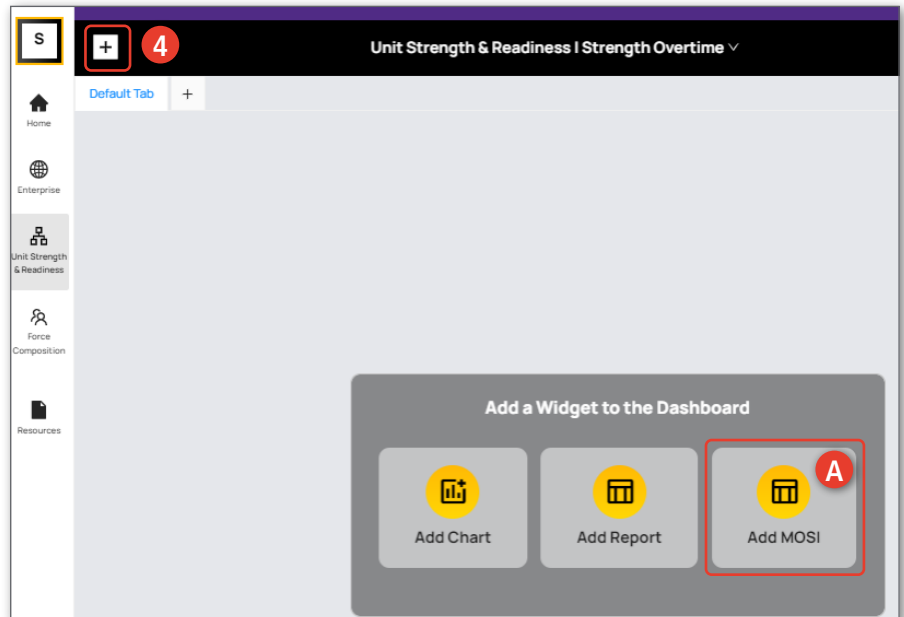 S
4
Unit Strength & Readiness | Strength Overtime
Default Tab
Home
Enterprise
Unit Strength
& Readiness
Force
Composition
Resources
Add a Widget to the Dashboard
A
Add Chart
Add Report
Add MOSI